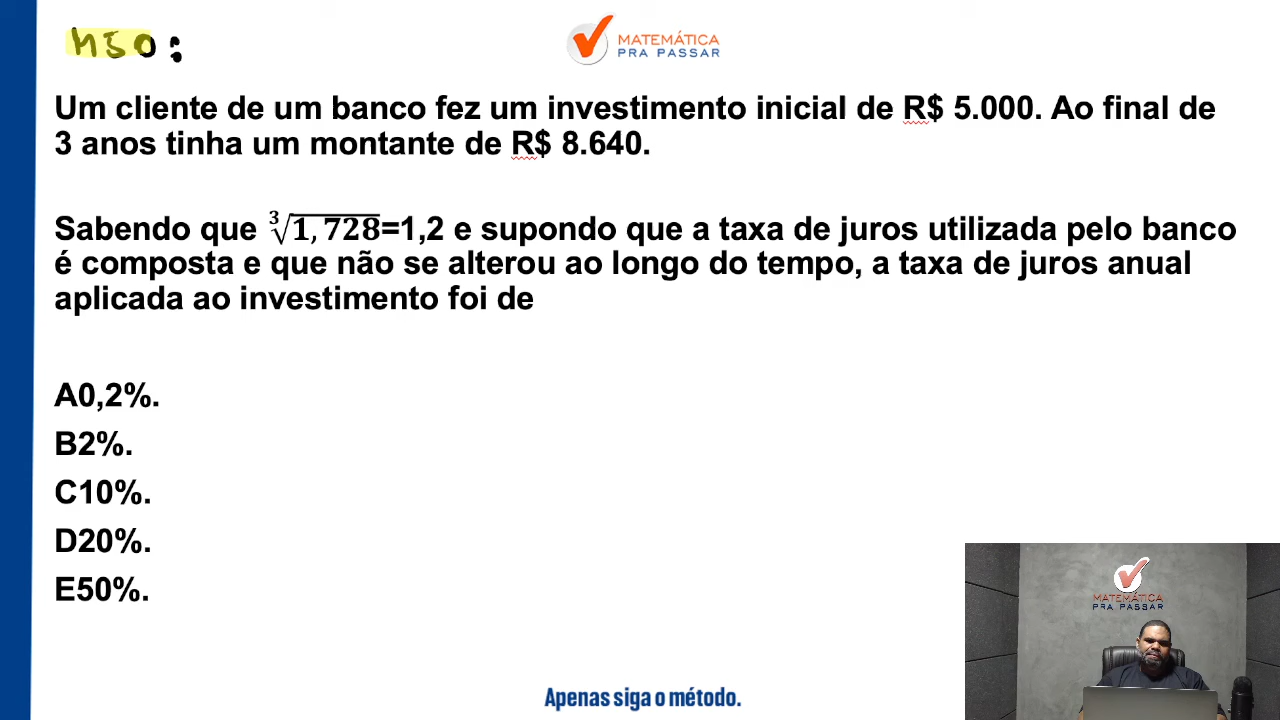 M50:
MATEMÁTICA
PRA PASSAR
Um cliente de um banco fez um investimento inicial de R$ 5.000. Ao final de
3 anos tinha um montante de R$ 8.640.
Sabendo que ∛1,728=1,2 e supondo que a taxa de juros utilizada pelo banco
é composta e que não se alterou ao longo do tempo, a taxa de juros anual
aplicada ao investimento foi de
A0,2%.
B2%.
C10%.
D20%.
E50%.
MATEMÁTICA
PRA PASSAR
Apenas siga o método.